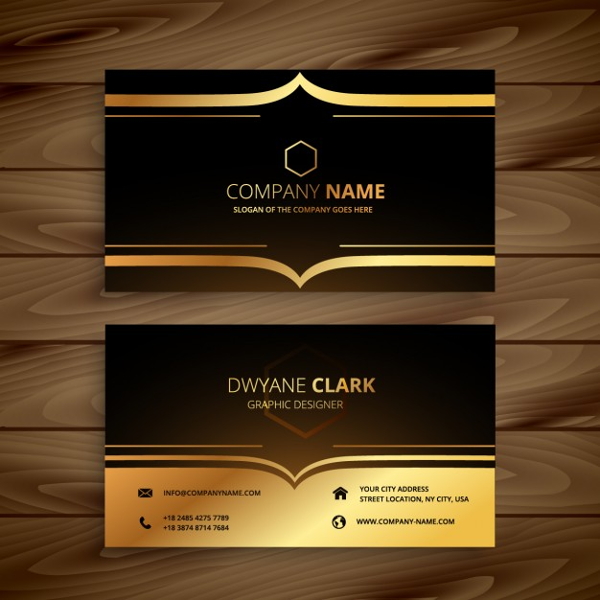 COMPANY NAME
SLOGAN OF THE COMPANY GOES HERE
DWYANE CLARK
GRAPHIC DESIGNER
INFO@COMPANYNAME.COM
+18 2485 4275 7789
+18 3874 8714 7684
YOUR CITY ADDRESS
STREET LOCATION, NY CITY, USA
WWW.COMPANY-NAME.COM